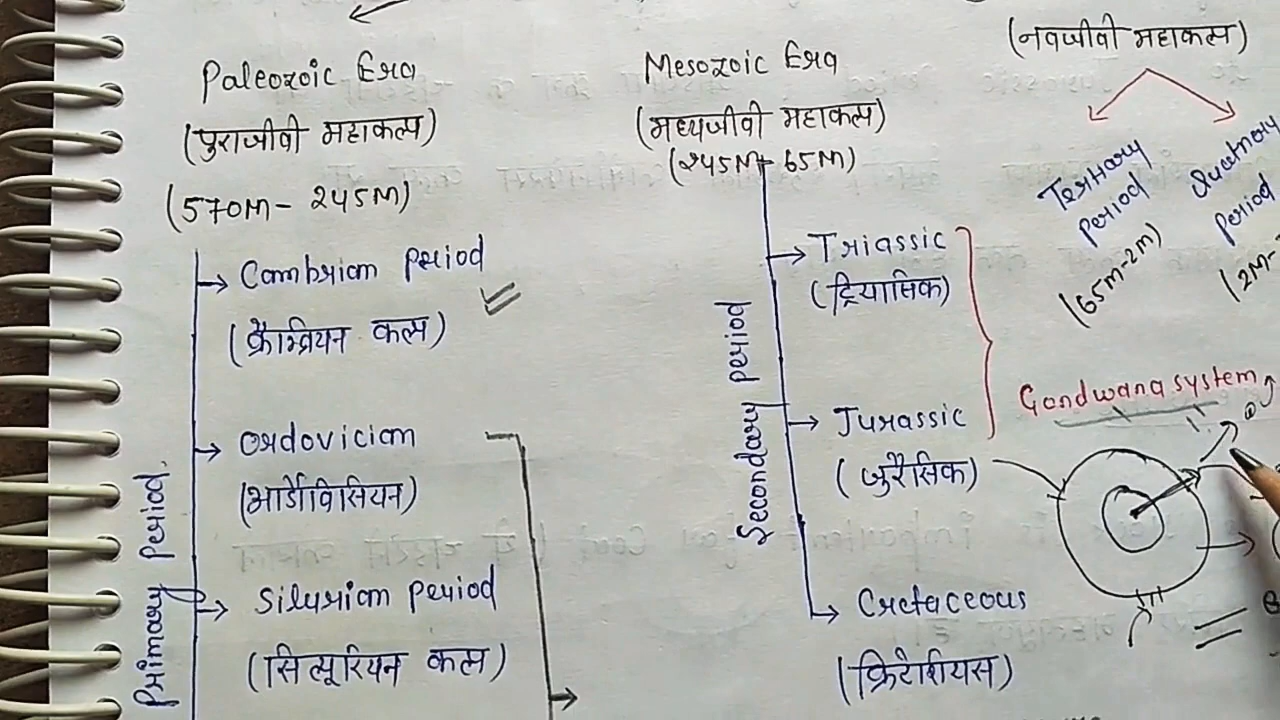 Paleozoic Era
(पुराजीवी महाकल्प)
(570M - 245M)
Cambrian period
(कैम्ब्रियन कल्प)
Ordovician
(आर्डोविसियन)
Silurian period
(सिल्यूरियन कल्प)
Primary period.
Mesozoic Era
(मध्यजीवी महाकल्प)
(245M - 65M)
Secondary period
Triassic
(ट्रियासिक)
Jurassic
(जुरैसिक)
Cretaceous
(क्रिटैशियस)
(नवजीवी महाकल्प)
Tertiary
period
(65M-2M)
Quatnary
period
(2M-
Gondwana system